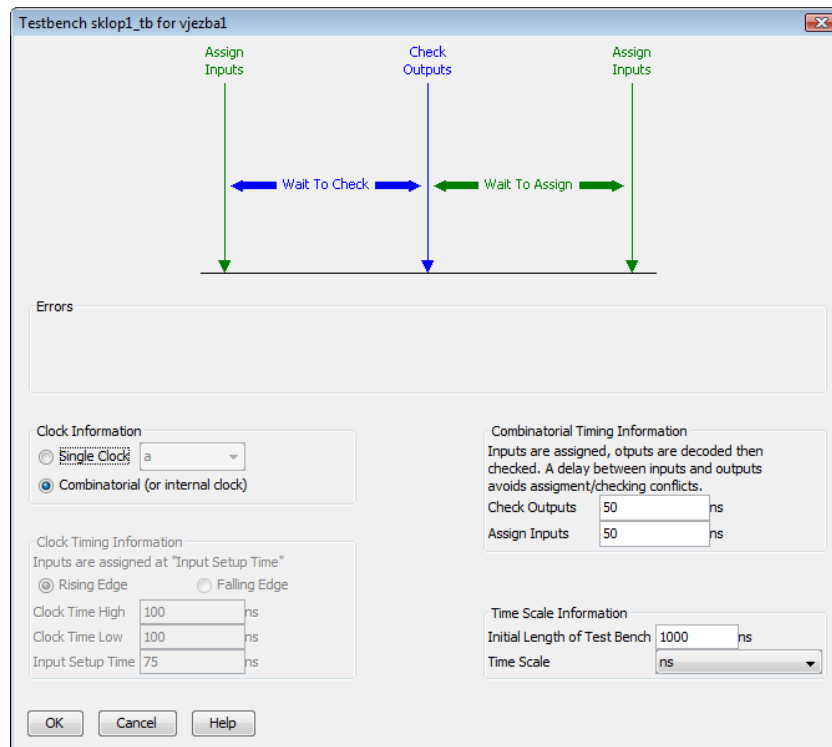 Testbench sklop1_tb for vjezba1
Assign
Inputs
Check
Outputs
Assign
Inputs
Wait To Check
Wait To Assign
Errors
Clock Information
Single Clock a
Combinatorial (or internal clock)
Combinatorial Timing Information
Inputs are assigned, otputs are decoded then
checked. A delay between inputs and outputs
avoids assigment/checking conflicts.
Check Outputs 50 ns
Assign Inputs 50 ns
Clock Timing Information
Inputs are assigned at "Input Setup Time"
Rising Edge Falling Edge
Clock Time High 100 ns
Clock Time Low 100 ns
Input Setup Time 75 ns
Time Scale Information
Initial Length of Test Bench 1000 ns
Time Scale ns
OK Cancel Help